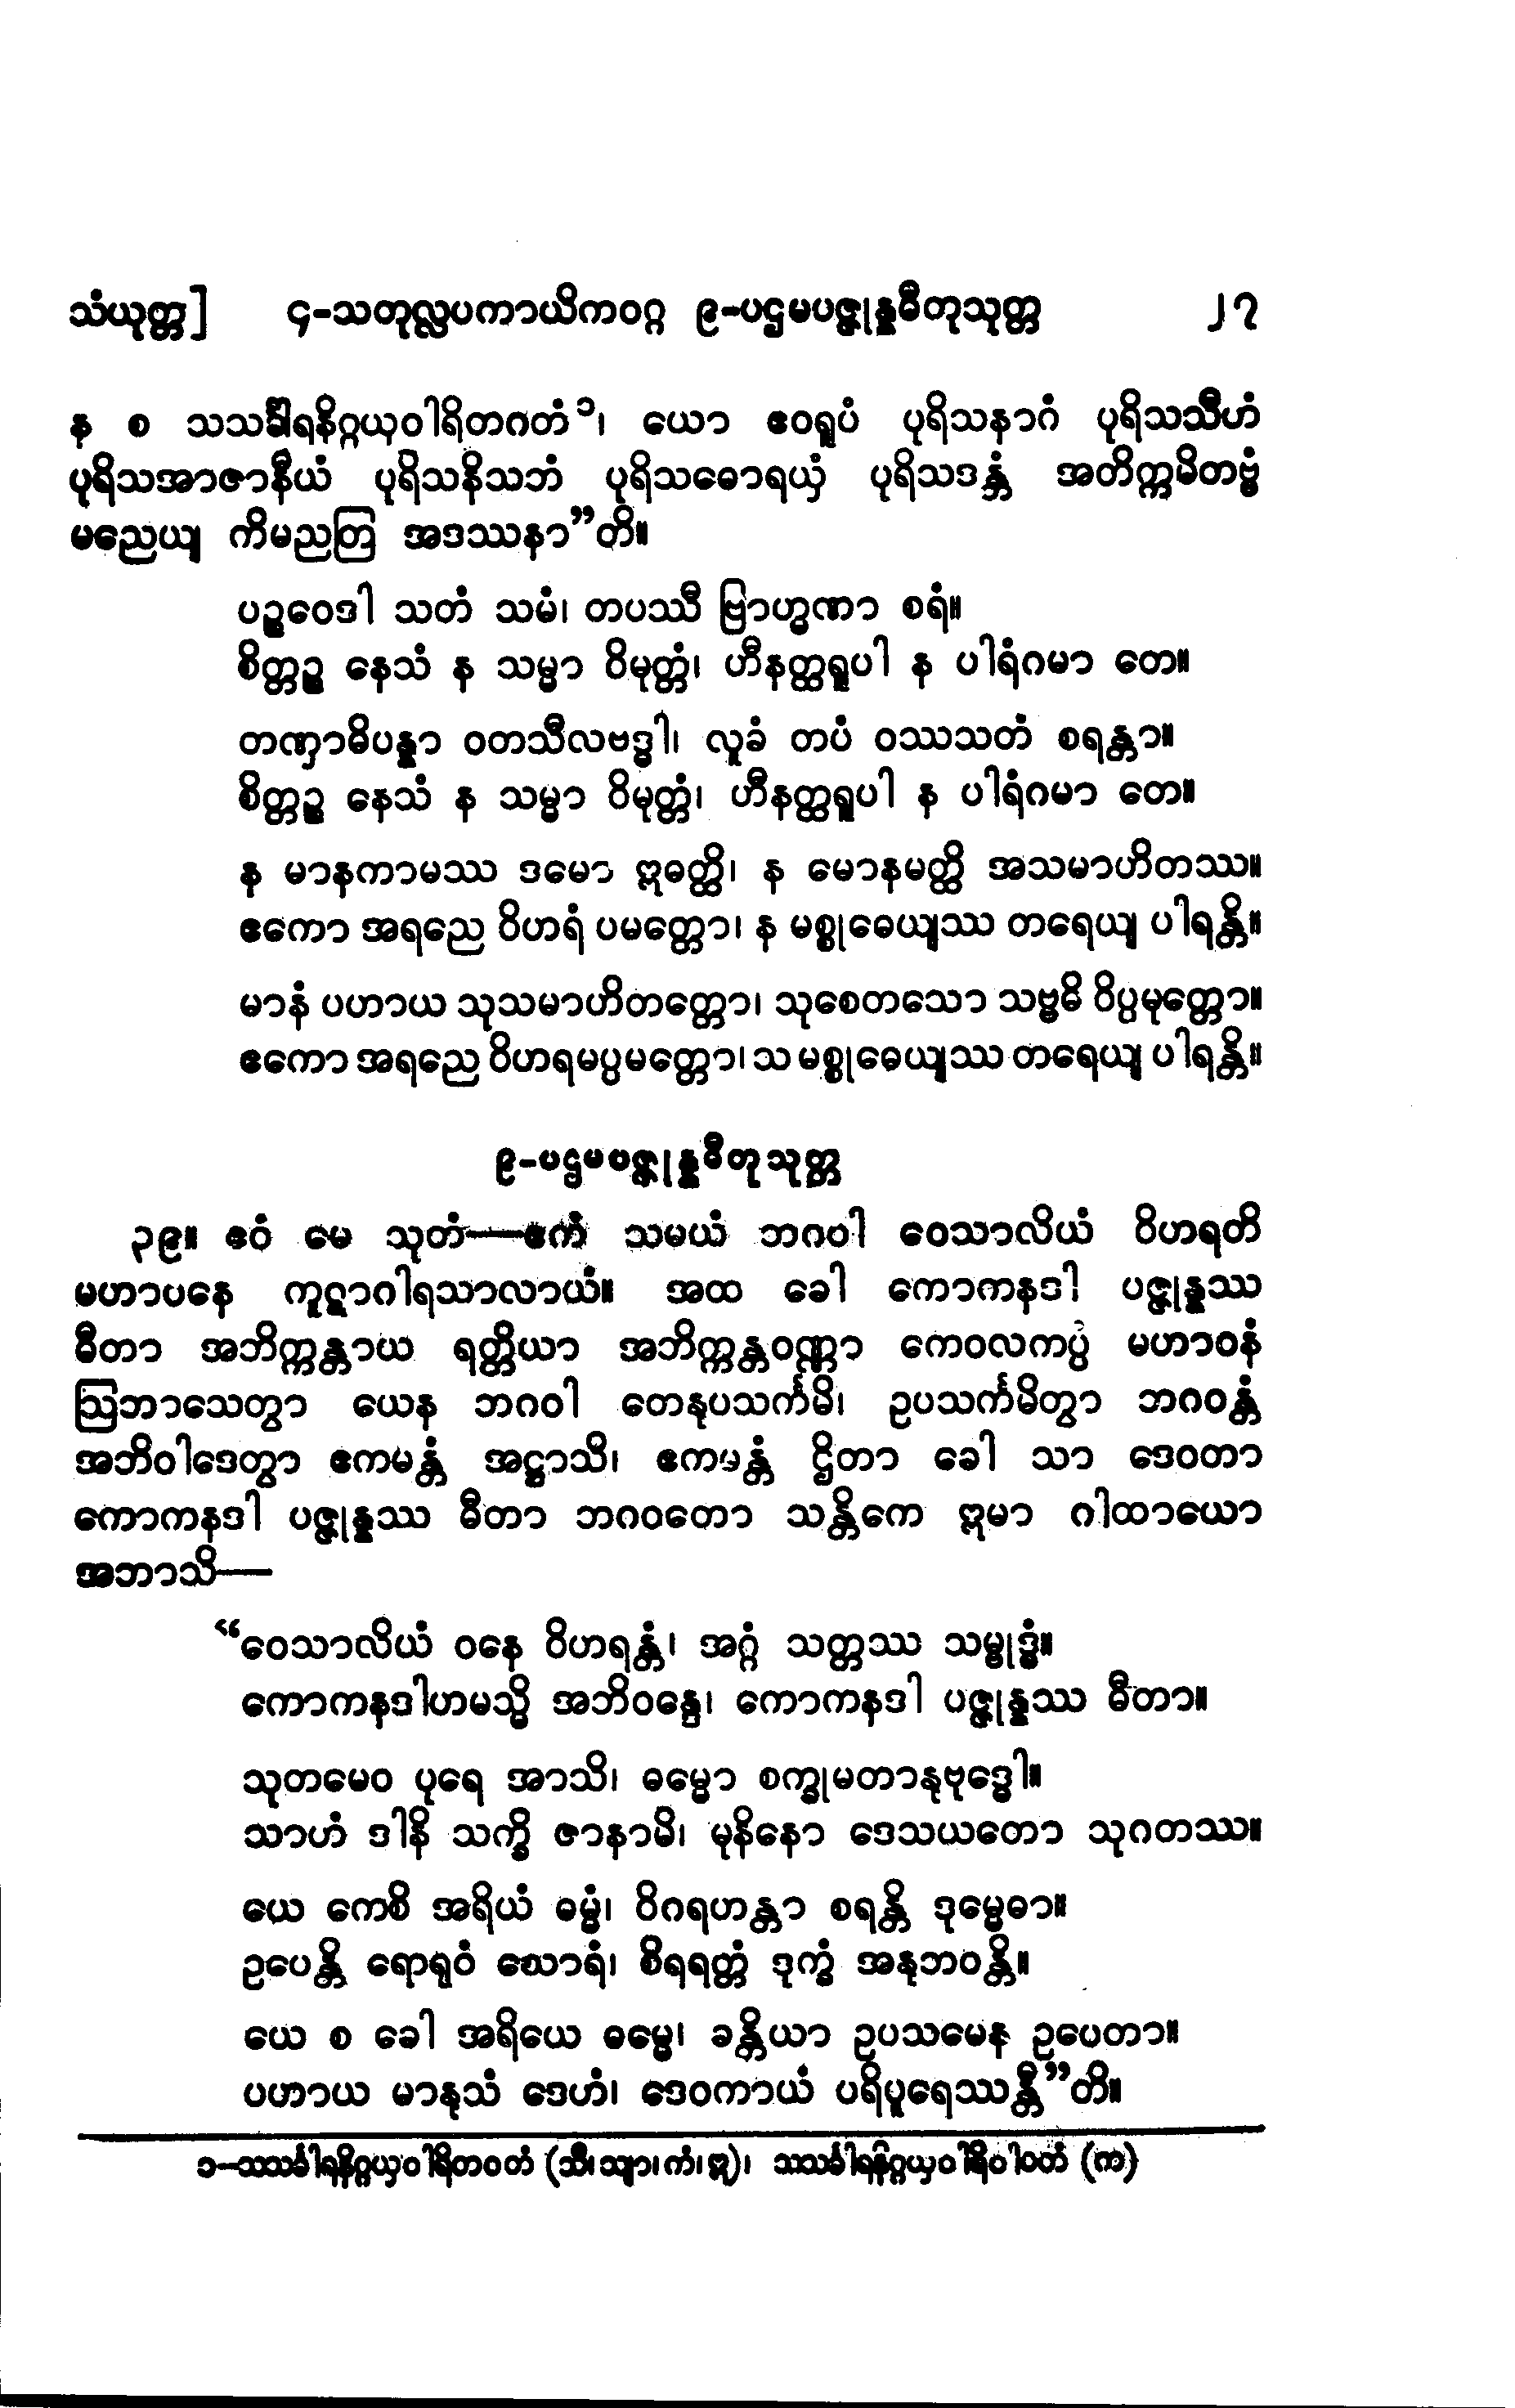 သံယုတ္တ] ၄-သတုလ္လပကာယိကဝဂ္ဂ ၉-ပဌမပဇ္ဇုန္နဓီတုသုတ္တ ၂၇
န စ သသင်္ခါရနိဂ္ဂယှဝါရိတဂတံ၁၊ ယော ဧဝရူပံ ပုရိသနာဂံ ပုရိသသီဟံ
ပုရိသအာဇာနီယံ ပုရိသနိသဘံ ပုရိသဓောရယှံ ပုရိသဒန္တံ အတိက္ကမိတဗ္ဗံ
မညေယျ ကိမညတြ အဒဿနာ”တိ။
ပဉ္စဝေဒါ သတံ သမံ၊ တပဿီ ဗြာဟ္မဏာ စရံ။
စိတ္တဉ္စ နေသံ န သမ္မာ ဝိမုတ္တံ၊ ဟီနတ္ထရူပါ န ပါရံဂမာ တေ။
တဏှာဓိပန္နာ ဝတသီလဗဒ္ဓါ၊ လူခံ တပံ ဝဿသတံ စရန္တာ။
စိတ္တဉ္စ နေသံ န သမ္မာ ဝိမုတ္တံ၊ ဟီနတ္ထရူပါ န ပါရံဂမာ တေ။
န မာနကာမဿ ဒမော ဣဓတ္ထိ၊ န မောနမတ္ထိ အသမာဟိတဿ။
ဧကော အရညေ ဝိဟရံ ပမတ္တော၊ န မစ္စုဓေယျဿ တရေယျ ပါရန္တိ။
မာနံ ပဟာယ သုသမာဟိတတ္တော၊ သုစေတသော သဗ္ဗဓိ ဝိပ္ပမုတ္တော။
ဧကော အရညေ ဝိဟရမပ္ပမတ္တော၊ သ မစ္စုဓေယျဿ တရေယျ ပါရန္တိ။
၉-ပဌမပဇ္ဇုန္နဓီတုသုတ္တ
၃၉။ ဧဝံ မေ သုတံ—ဧကံ သမယံ ဘဂဝါ ဝေသာလိယံ ဝိဟရတိ
မဟာဝနေ ကူဋာဂါရသာလာယံ။ အထ ခေါ ကောကနဒါ ပဇ္ဇုန္နဿ
ဓီတာ အဘိက္ကန္တာယ ရတ္တိယာ အဘိက္ကန္တဝဏ္ဏာ ကေဝလကပ္ပံ မဟာဝနံ
ဩဘာသေတွာ ယေန ဘဂဝါ တေနုပသင်္ကမိ၊ ဥပသင်္ကမိတွာ ဘဂဝန္တံ
အဘိဝါဒေတွာ ဧကမန္တံ အဋ္ဌာသိ၊ ဧကမန္တံ ဌိတာ ခေါ သာ ဒေဝတာ
ကောကနဒါ ပဇ္ဇုန္နဿ ဓီတာ ဘဂဝတော သန္တိကေ ဣမာ ဂါထာယော
အဘာသိ—
“ဝေသာလိယံ ဝနေ ဝိဟရန္တံ၊ အဂ္ဂံ သတ္တဿ သမ္ဗုဒ္ဓံ။
ကောကနဒါဟမသ္မိ အဘိဝန္ဒေ၊ ကောကနဒါ ပဇ္ဇုန္နဿ ဓီတာ။
သုတမေဝ ပုရေ အာသိ၊ ဓမ္မော စက္ခုမတာနုဗုဒ္ဓေါ။
သာဟံ ဒါနိ သက္ခိ ဇာနာမိ၊ မုနိနော ဒေသယတော သုဂတဿ။
ယေ ကေစိ အရိယံ ဓမ္မံ၊ ဝိဂရဟန္တာ စရန္တိ ဒုမ္မေဓာ။
ဥပေန္တိ ရောရုဝံ ဃောရံ၊ စိရရတ္တံ ဒုက္ခံ အနုဘဝန္တိ။
ယေ စ ခေါ အရိယေ ဓမ္မေ၊ ခန္တိယာ ဥပသမေန ဥပေတာ။
ပဟာယ မာနုသံ ဒေဟံ၊ ဒေဝကာယံ ပရိပူရေဿန္တီ”တိ။
၁—သသင်္ခါရနိဂ္ဂယှဝါရိတဝတံ (သီ၊ သျာ၊ ကံ၊ ဣ)၊ သသင်္ခါရနိဂ္ဂယှဝါရိဝါဝတံ (က)